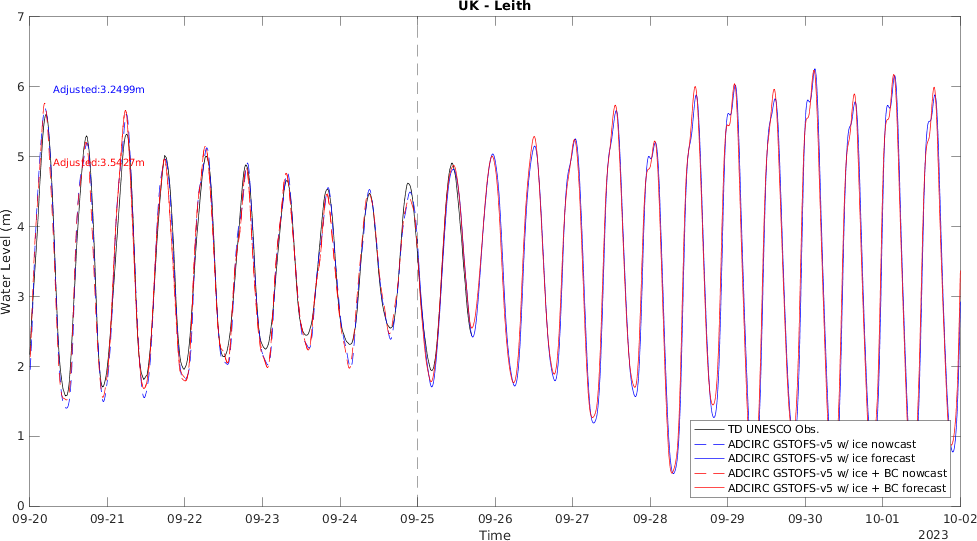 UK - Leith
7
6
5
4
3
2
1
0
Water Level (m)
Adjusted:3.2499m
Adjusted:3.5427m
TD UNESCO Obs.
ADCIRC GSTOFS-v5 w/ ice nowcast
ADCIRC GSTOFS-v5 w/ ice forecast
ADCIRC GSTOFS-v5 w/ ice + BC nowcast
ADCIRC GSTOFS-v5 w/ ice + BC forecast
09-20 09-21 09-22 09-23 09-24 09-25 09-26 09-27 09-28 09-29 09-30 10-01 10-02
Time
2023